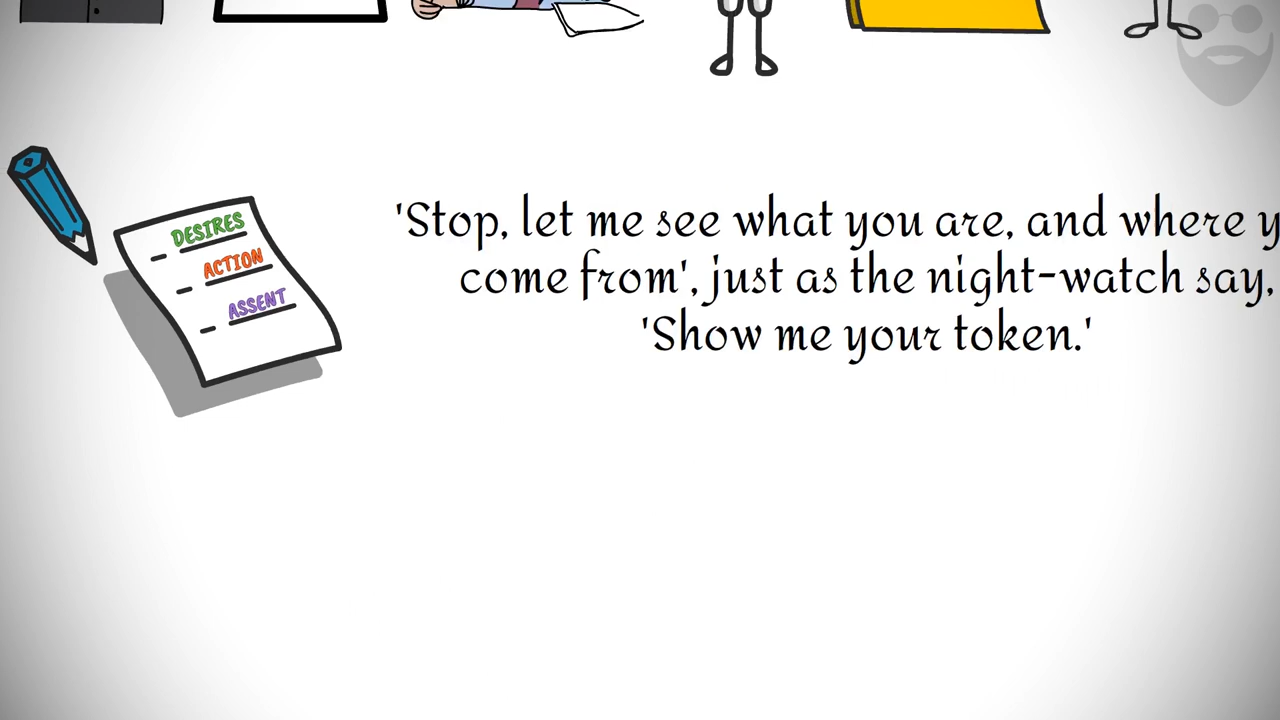 DESIRES
ACTION
ASSENT
'Stop, let me see what you are, and where y
come from', just as the night-watch say,
'Show me your token.'